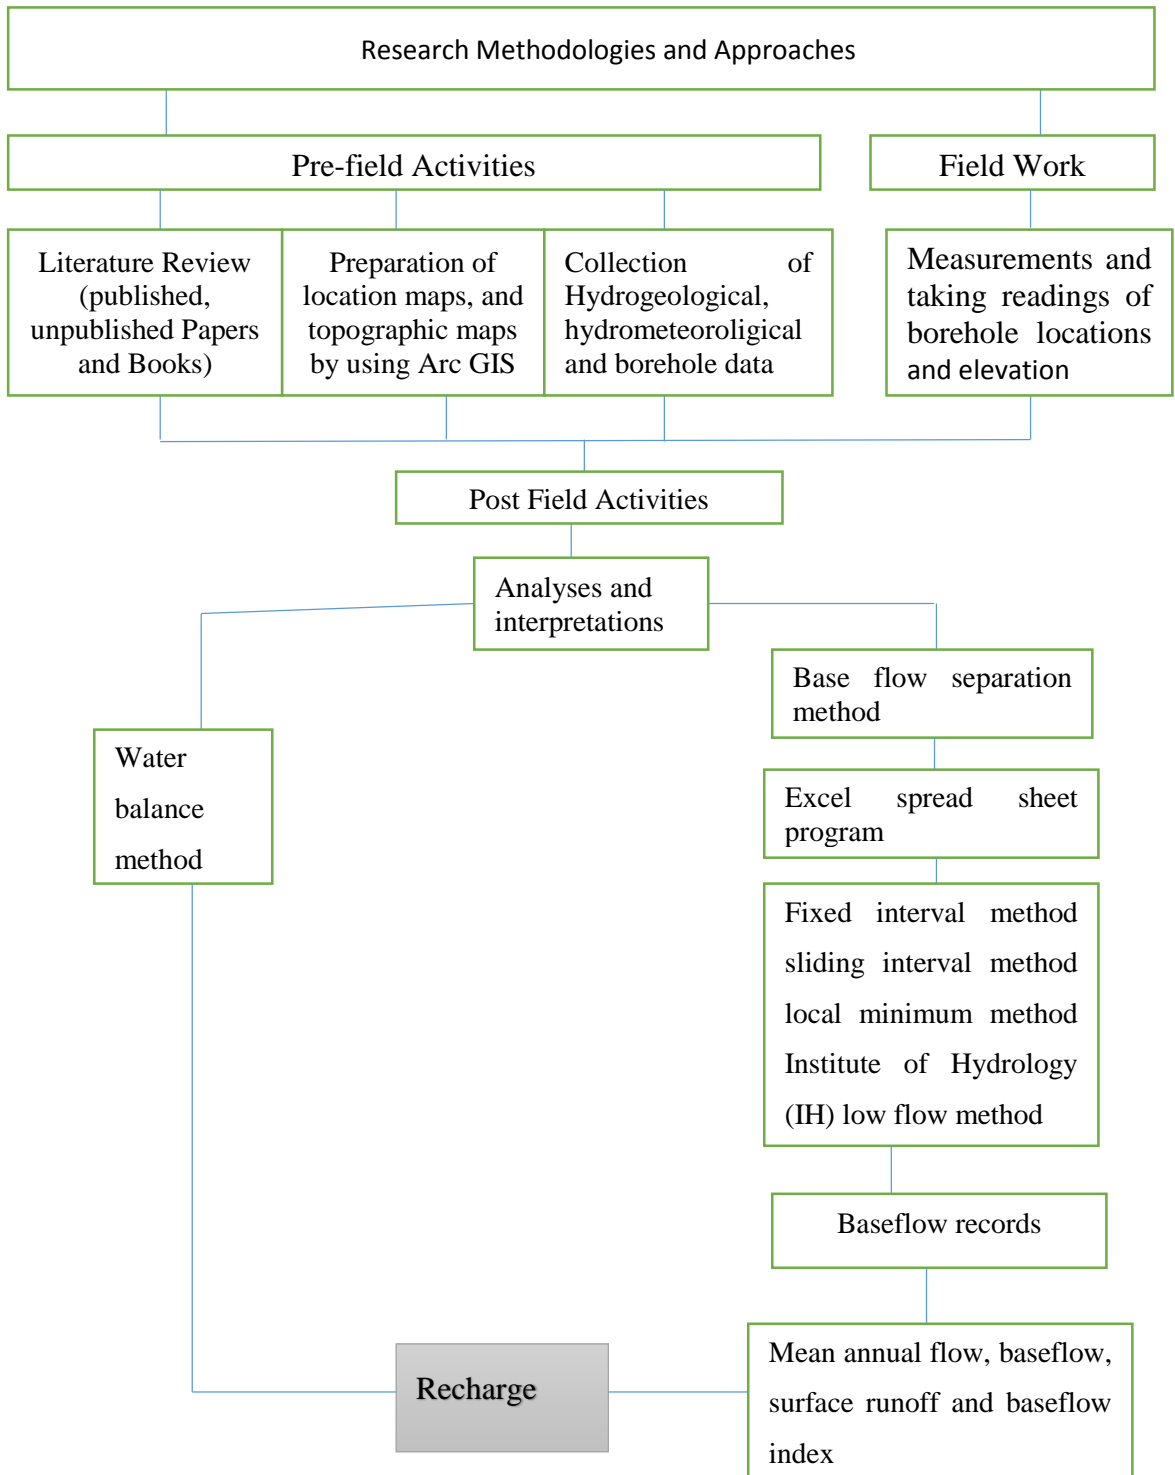 Research Methodologies and Approaches
Pre-field Activities
Field Work
Literature Review
(published,
unpublished Papers
and Books)
Preparation of
location maps, and
topographic maps
by using Arc GIS
Collection of
Hydrogeological,
hydrometeoroligical
and borehole data
Measurements and
taking readings of
borehole locations
and elevation
Post Field Activities
Analyses and
interpretations
Water
balance
method
Base flow separation
method
Excel spread sheet
program
Fixed interval method
sliding interval method
local minimum method
Institute of Hydrology
(IH) low flow method
Baseflow records
Mean annual flow, baseflow,
surface runoff and baseflow
index
Recharge